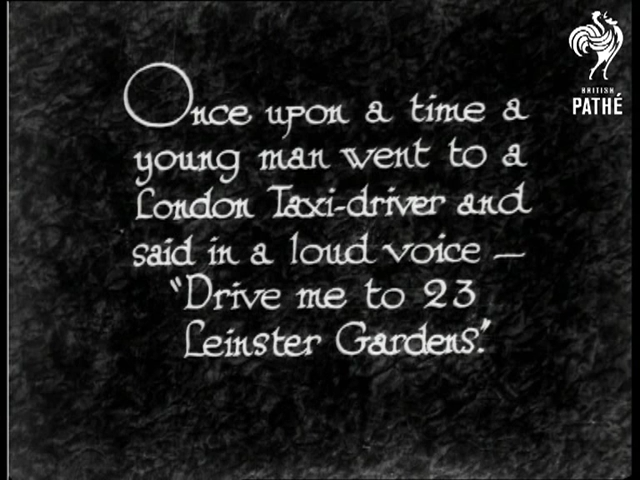 BRITISH
PATHÉ
Once upon a time a
young man went to a
London Taxi-driver and
said in a loud voice —
"Drive me to 23
Leinster Gardens."